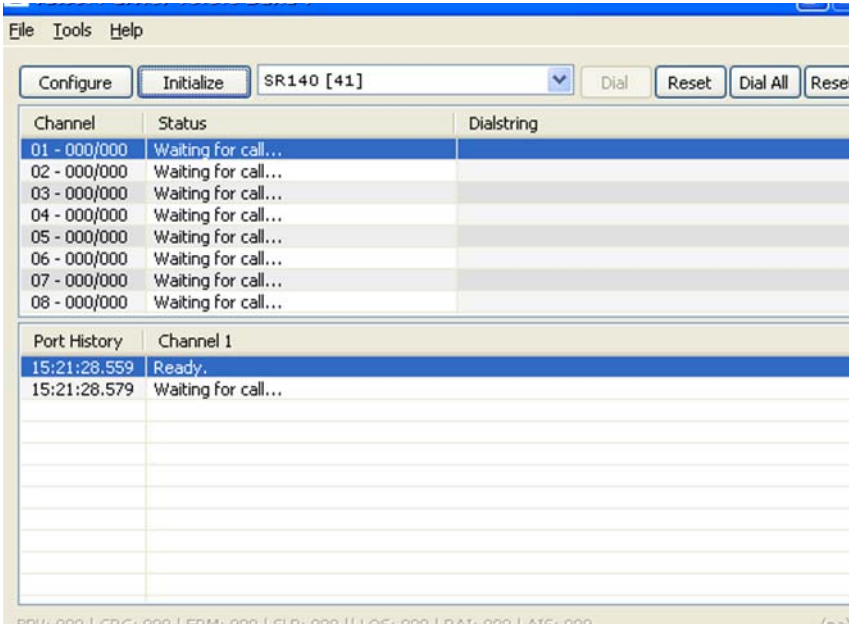 File Tools Help
Configure Initialize SR140 [41] Dial Reset Dial All Reset
Channel Status Dialstring
01 - 000/000 Waiting for call...
02 - 000/000 Waiting for call...
03 - 000/000 Waiting for call...
04 - 000/000 Waiting for call...
05 - 000/000 Waiting for call...
06 - 000/000 Waiting for call...
07 - 000/000 Waiting for call...
08 - 000/000 Waiting for call...
Port History Channel 1
15:21:28.559 Ready.
15:21:28.579 Waiting for call...